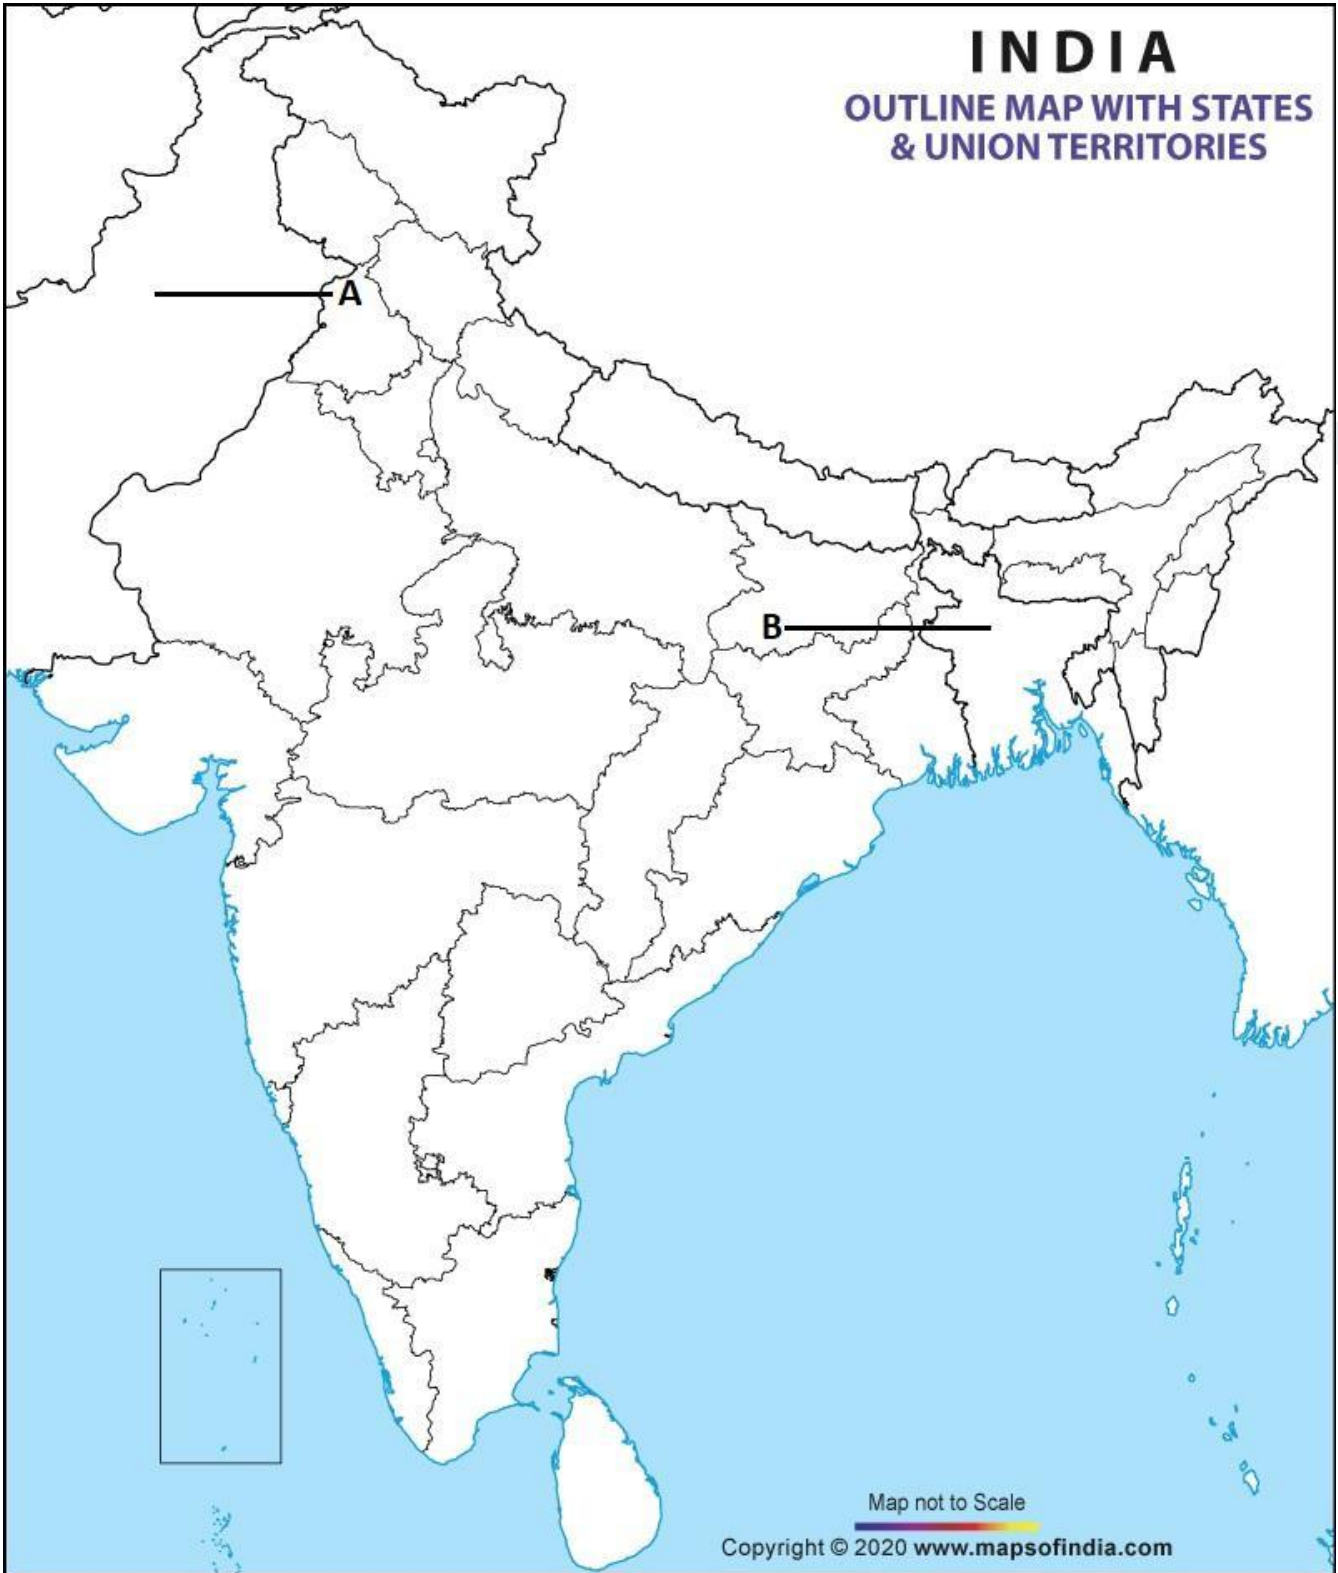 INDIA
OUTLINE MAP WITH STATES
& UNION TERRITORIES
A
B
Map not to Scale
Copyright © 2020 www.mapsofindia.com